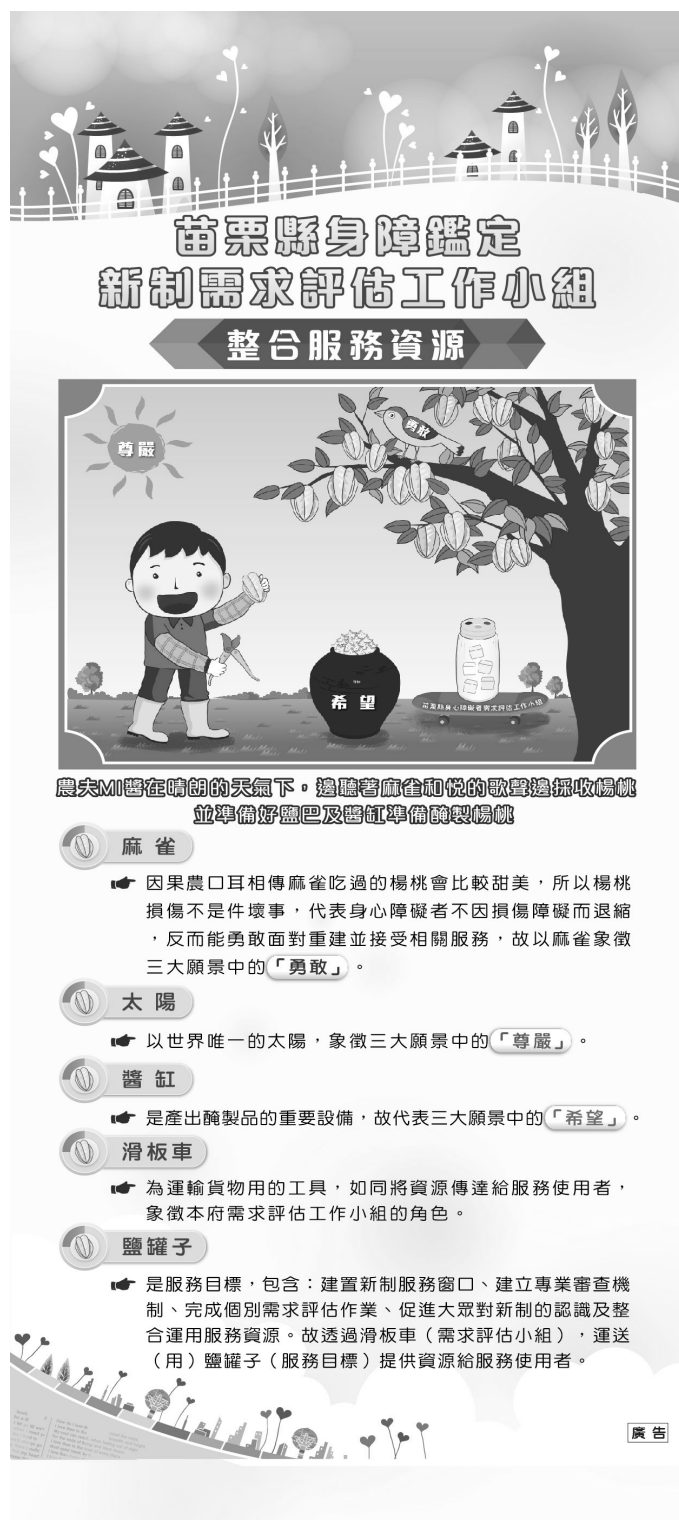 苗栗縣身障鑑定
新制需求評估工作小組
整合服務資源
尊嚴
勇敢
希望
苗栗縣身心障礙者需求評估工作小組
農夫MI醬在晴朗的天氣下，邊聽著麻雀和悅的歌聲邊採收楊桃
並準備好鹽巴及醬缸準備醃製楊桃
麻雀
因果農口耳相傳麻雀吃過的楊桃會比較甜美，所以楊桃
損傷不是件壞事，代表身心障礙者不因損傷障礙而退縮
，反而能勇敢面對重建並接受相關服務，故以麻雀象徵
三大願景中的「勇敢」。
太陽
以世界唯一的太陽，象徵三大願景中的「尊嚴」。
醬缸
是產出醃製品的重要設備，故代表三大願景中的「希望」。
滑板車
為運輸貨物用的工具，如同將資源傳達給服務使用者，
象徵本府需求評估工作小組的角色。
鹽罐子
是服務目標，包含：建置新制服務窗口、建立專業審查機
制、完成個別需求評估作業、促進大眾對新制的認識及整
合運用服務資源。故透過滑板車（需求評估小組），運送
（用）鹽罐子（服務目標）提供資源給服務使用者。
廣告